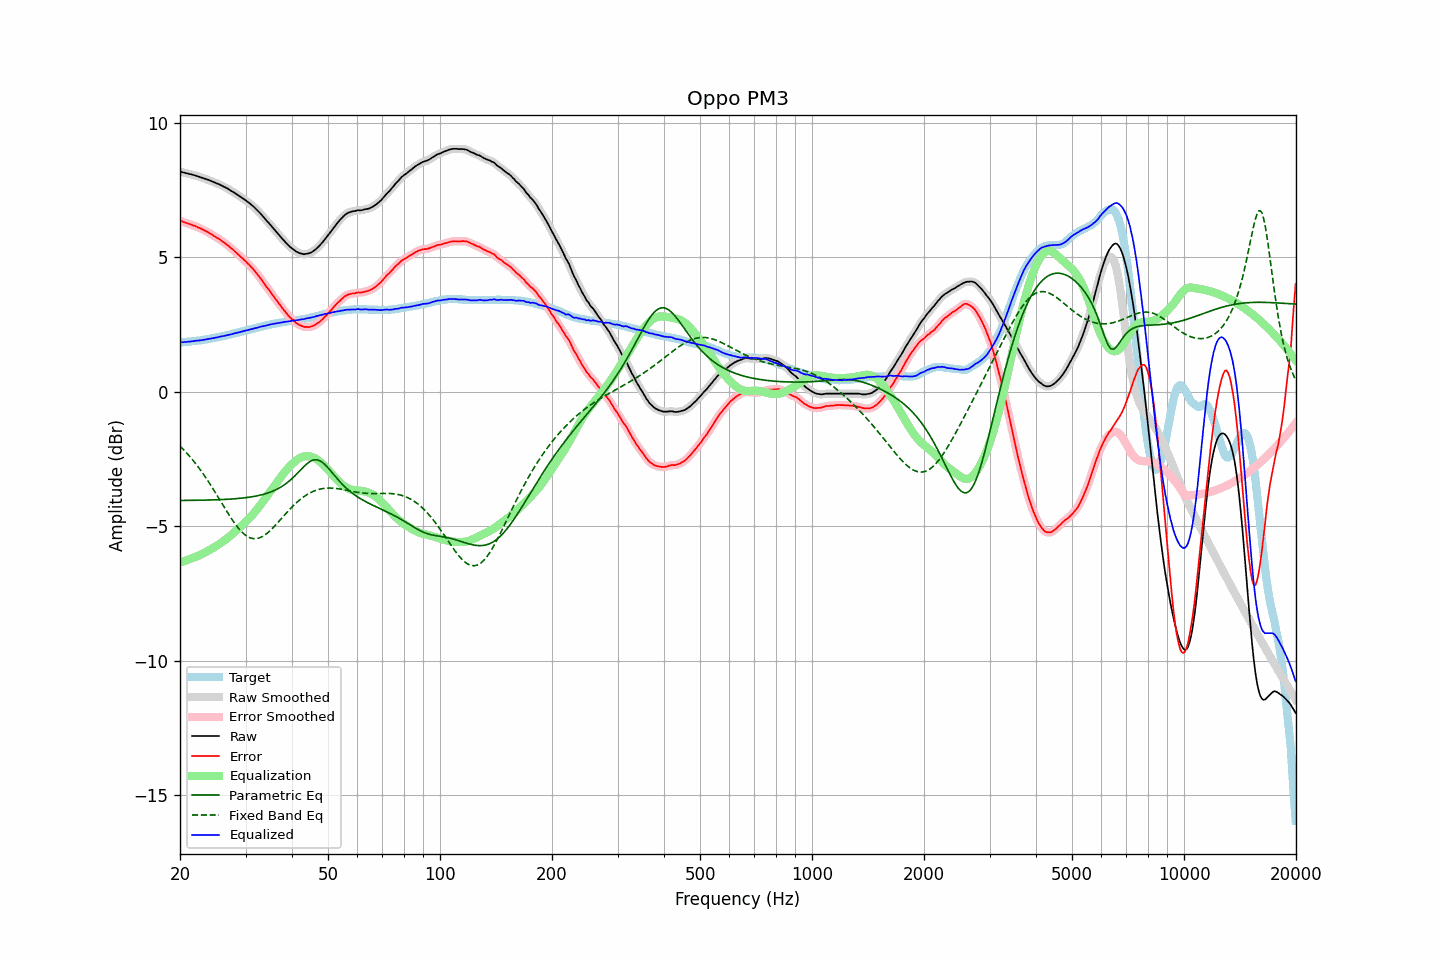 Oppo PM3
Amplitude (dBr)
10
5
0
−5
−10
−15
Target
Raw Smoothed
Error Smoothed
Raw
Error
Equalization
Parametric Eq
Fixed Band Eq
Equalized
20 50 100 200 500 1000 2000 5000 10000 20000
Frequency (Hz)